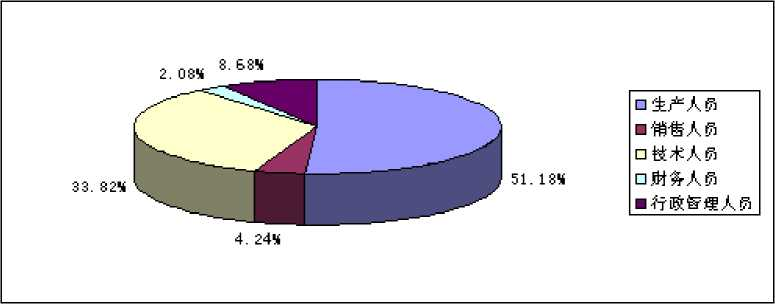 8.68%
2.08%
33.82%
51.18%
4.24%
生产人员
销售人员
技术人员
财务人员
行政管理人员